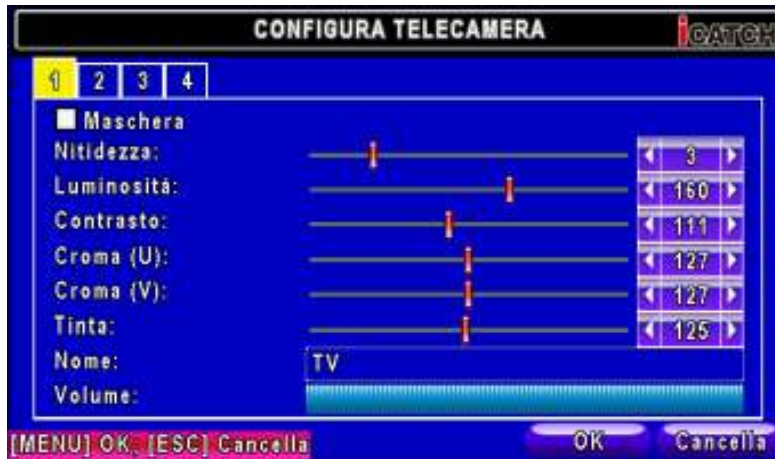 CONFIGURA TELECAMERA
iCATCH
1 2 3 4
Maschera
Nitidezza: 3
Luminositá: 160
Contrasto: 111
Croma (U): 127
Croma (V): 127
Tinta: 125
Nome: TV
Volume:
[MENU] OK, [ESC] Cancella OK Cancella